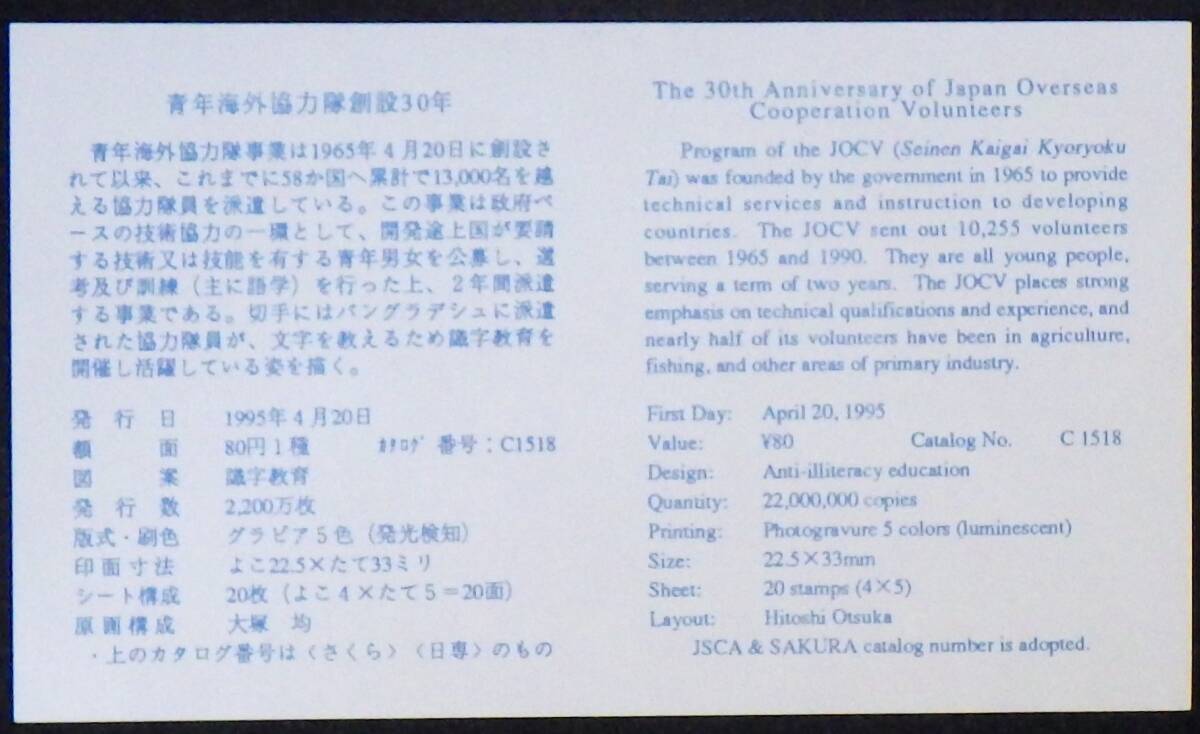 青年海外協力隊創設30年
青年海外協力隊事業は1965年4月20日に創設さ
れて以来、これまでに58か国へ累計で13,000名を越
える協力隊員を派遣している。この事業は政府ベ
ースの技術協力の一環として、開発途上国が要請
する技術又は技能を有する青年男女を公募し、選
考及び訓練（主に語学）を行った上、2年間派遣
する事業である。切手にはバングラデシュに派遣
された協力隊員が、文字を教えるため識字教育を
開催し活躍している姿を描く。
発行日 1995年4月20日
額面 80円1種 ｶﾀﾛｸﾞ番号：C1518
図案 識字教育
発行数 2,200万枚
版式・刷色 グラビア5色（発光検知）
印面寸法 よこ22.5×たて33ミリ
シート構成 20枚（よこ4×たて5＝20面）
原画構成 大塚 均
・上のカタログ番号は〈さくら〉〈日専〉のもの
The 30th Anniversary of Japan Overseas
Cooperation Volunteers
Program of the JOCV (Seinen Kaigai Kyoryoku
Tai) was founded by the government in 1965 to provide
technical services and instruction to developing
countries. The JOCV sent out 10,255 volunteers
between 1965 and 1990. They are all young people,
serving a term of two years. The JOCV places strong
emphasis on technical qualifications and experience, and
nearly half of its volunteers have been in agriculture,
fishing, and other areas of primary industry.
First Day: April 20, 1995
Value: ¥80 Catalog No. C 1518
Design: Anti-illiteracy education
Quantity: 22,000,000 copies
Printing: Photogravure 5 colors (luminescent)
Size: 22.5×33mm
Sheet: 20 stamps (4×5)
Layout: Hitoshi Otsuka
JSCA & SAKURA catalog number is adopted.